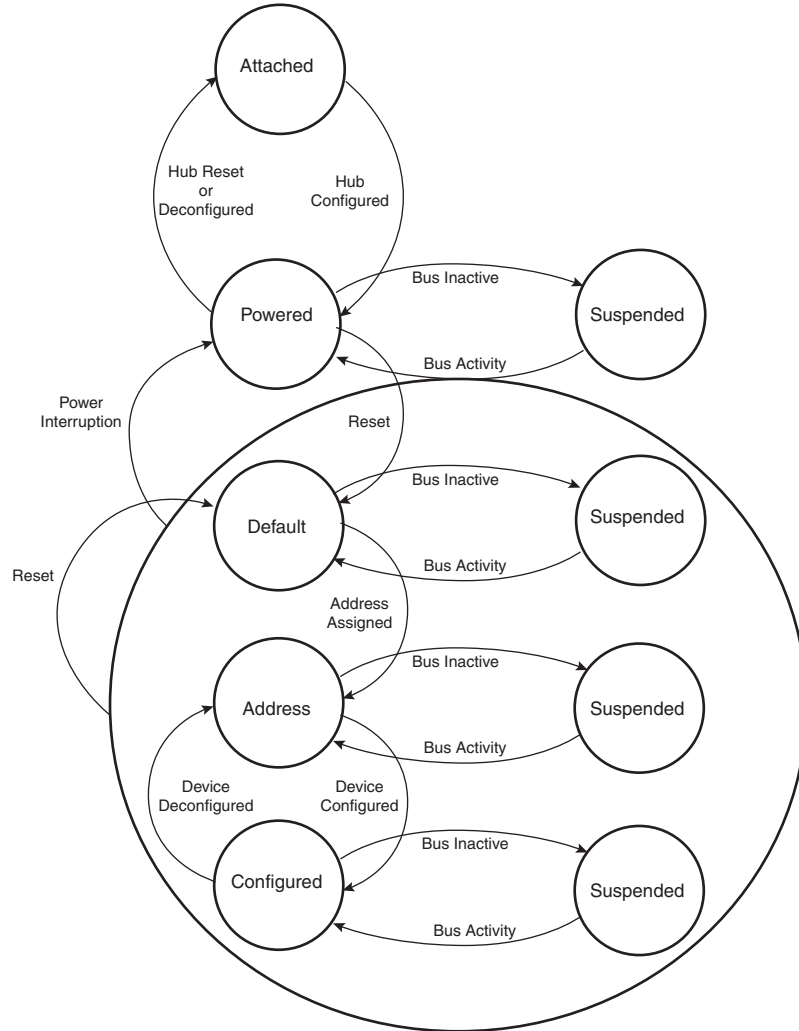 Attached
Hub Reset
or
Deconfigured
Hub
Configured
Powered
Bus Inactive
Suspended
Bus Activity
Power
Interruption
Reset
Default
Bus Inactive
Suspended
Bus Activity
Reset
Address
Assigned
Address
Bus Inactive
Suspended
Bus Activity
Device
Deconfigured
Device
Configured
Configured
Bus Inactive
Suspended
Bus Activity